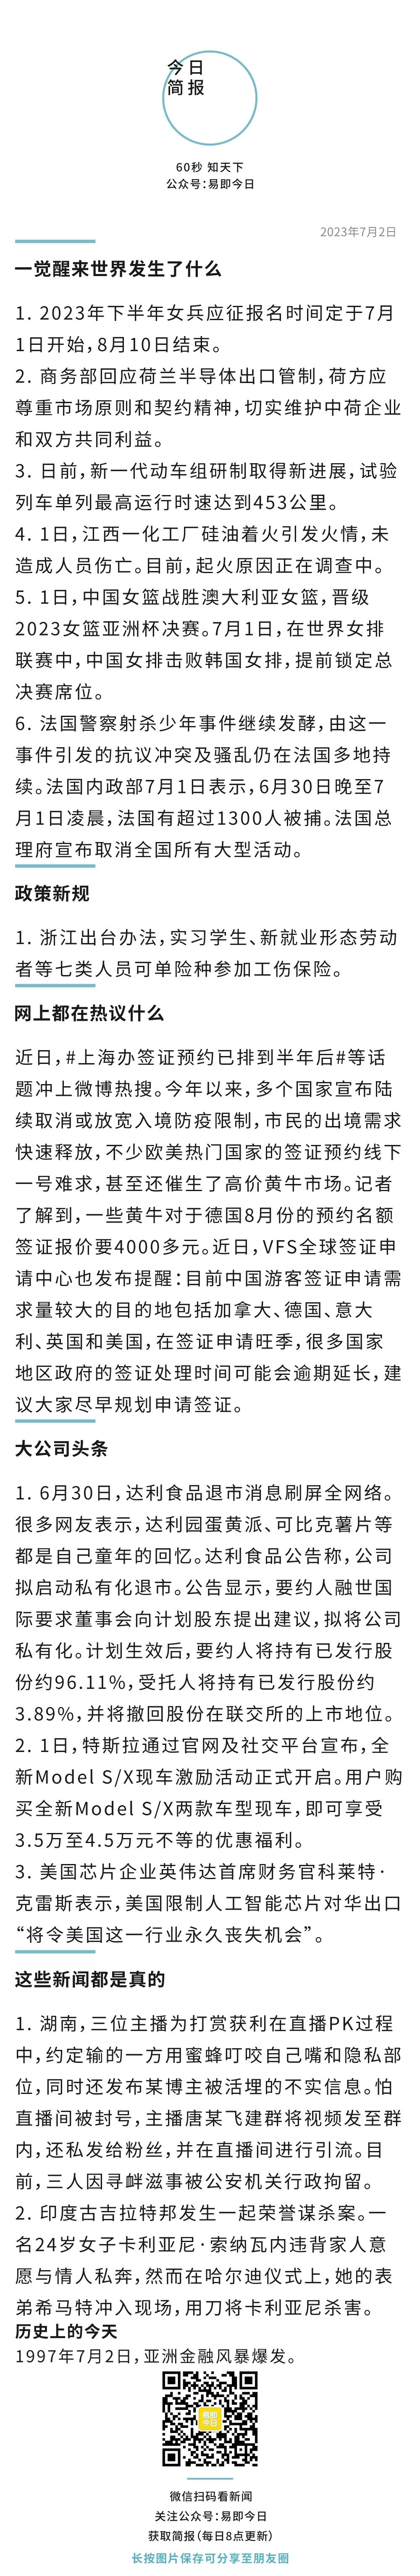 今日
简报
60秒 知天下
公众号：易即今日
2023年7月2日
一觉醒来世界发生了什么
1. 2023年下半年女兵应征报名时间定于7月
1日开始，8月10日结束。
2. 商务部回应荷兰半导体出口管制，荷方应
尊重市场原则和契约精神，切实维护中荷企业
和双方共同利益。
3. 日前，新一代动车组研制取得新进展，试验
列车单列最高运行时速达到453公里。
4. 1日，江西一化工厂硅油着火引发火情，未
造成人员伤亡。目前，起火原因正在调查中。
5. 1日，中国女篮战胜澳大利亚女篮，晋级
2023女篮亚洲杯决赛。7月1日，在世界女排
联赛中，中国女排击败韩国女排，提前锁定总
决赛席位。
6. 法国警察射杀少年事件继续发酵，由这一
事件引发的抗议冲突及骚乱仍在法国多地持
续。法国内政部7月1日表示，6月30日晚至7
月1日凌晨，法国有超过1300人被捕。法国总
理府宣布取消全国所有大型活动。
政策新规
1. 浙江出台办法，实习学生、新就业形态劳动
者等七类人员可单险种参加工伤保险。
网上都在热议什么
近日，#上海办签证预约已排到半年后#等话
题冲上微博热搜。今年以来，多个国家宣布陆
续取消或放宽入境防疫限制，市民的出境需求
快速释放，不少欧美热门国家的签证预约线下
一号难求，甚至还催生了高价黄牛市场。记者
了解到，一些黄牛对于德国8月份的预约名额
签证报价要4000多元。近日，VFS全球签证申
请中心也发布提醒：目前中国游客签证申请需
求量较大的目的地包括加拿大、德国、意大
利、英国和美国，在签证申请旺季，很多国家
地区政府的签证处理时间可能会逾期延长，建
议大家尽早规划申请签证。
大公司头条
1. 6月30日，达利食品退市消息刷屏全网络。
很多网友表示，达利园蛋黄派、可比克薯片等
都是自己童年的回忆。达利食品公告称，公司
拟启动私有化退市。公告显示，要约人融世国
际要求董事会向计划股东提出建议，拟将公司
私有化。计划生效后，要约人将持有已发行股
份约96.11%，受托人将持有已发行股份约
3.89%，并将撤回股份在联交所的上市地位。
2. 1日，特斯拉通过官网及社交平台宣布，全
新Model S/X现车激励活动正式开启。用户购
买全新Model S/X两款车型现车，即可享受
3.5万至4.5万元不等的优惠福利。
3. 美国芯片企业英伟达首席财务官科莱特·
克雷斯表示，美国限制人工智能芯片对华出口
“将令美国这一行业永久丧失机会”。
这些新闻都是真的
1. 湖南，三位主播为打赏获利在直播PK过程
中，约定输的一方用蜜蜂叮咬自己嘴和隐私部
位，同时还发布某博主被活埋的不实信息。怕
直播间被封号，主播唐某飞建群将视频发至群
内，还私发给粉丝，并在直播间进行引流。目
前，三人因寻衅滋事被公安机关行政拘留。
2. 印度古吉拉特邦发生一起荣誉谋杀案。一
名24岁女子卡利亚尼·索纳瓦内违背家人意
愿与情人私奔，然而在哈尔迪仪式上，她的表
弟希马特冲入现场，用刀将卡利亚尼杀害。
历史上的今天
1997年7月2日，亚洲金融风暴爆发。
易即
今日
微信扫码看新闻
关注公众号：易即今日
获取简报（每日8点更新）
长按图片保存可分享至朋友圈